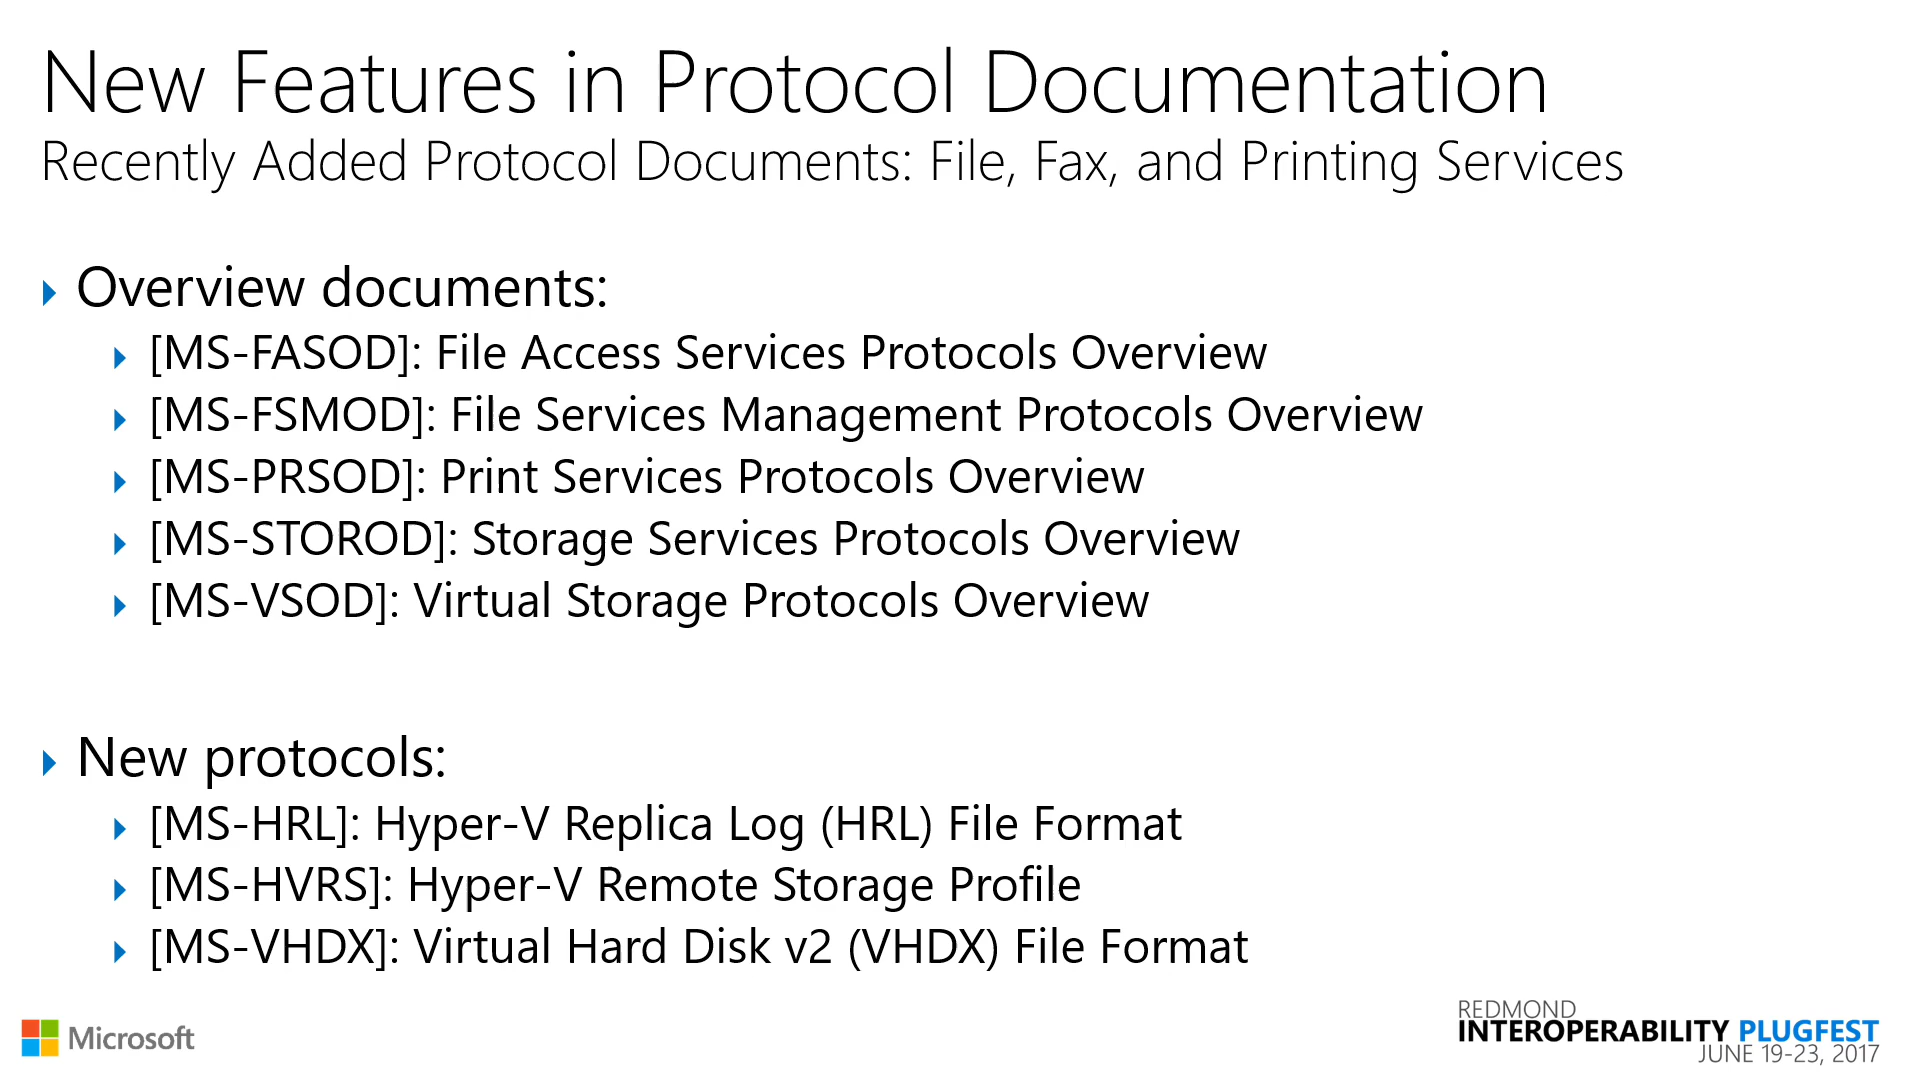 New Features in Protocol Documentation
Recently Added Protocol Documents: File, Fax, and Printing Services
Overview documents:
[MS-FASOD]: File Access Services Protocols Overview
[MS-FSMOD]: File Services Management Protocols Overview
[MS-PRSOD]: Print Services Protocols Overview
[MS-STOROD]: Storage Services Protocols Overview
[MS-VSOD]: Virtual Storage Protocols Overview
New protocols:
[MS-HRL]: Hyper-V Replica Log (HRL) File Format
[MS-HVRS]: Hyper-V Remote Storage Profile
[MS-VHDX]: Virtual Hard Disk v2 (VHDX) File Format
Microsoft
REDMOND
INTEROPERABILITY PLUGFEST
JUNE 19-23, 2017